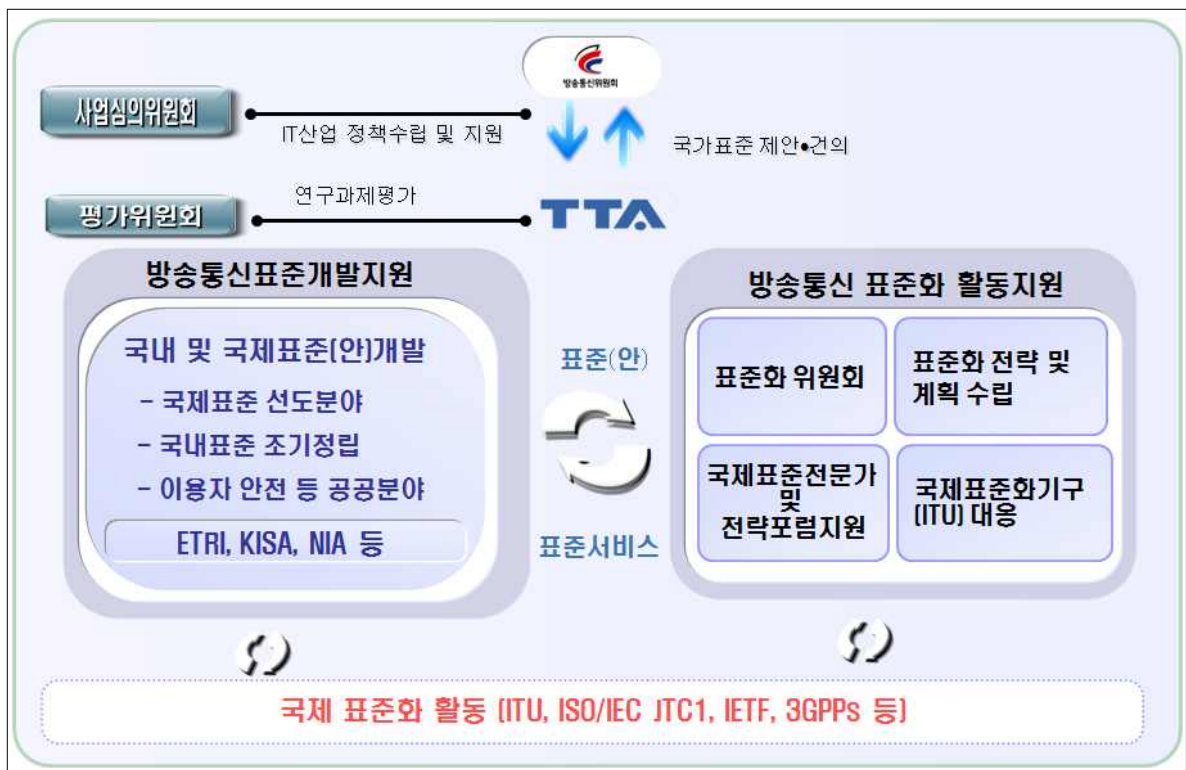 방송통신위원회
사업심의위원회
IT산업 정책수립 및 지원
국가표준 제안•건의
연구과제평가
평가위원회
TTA
방송통신표준개발지원
국내 및 국제표준(안)개발
- 국제표준 선도분야
- 국내표준 조기정립
- 이용자 안전 등 공공분야
ETRI, KISA, NIA 등
표준(안)
표준서비스
방송통신 표준화 활동지원
표준화 위원회
표준화 전략 및
계획 수립
국제표준전문가
및
전략포럼지원
국제표준화기구
(ITU) 대응
국제 표준화 활동 (ITU, ISO/IEC JTC1, IETF, 3GPPs 등)